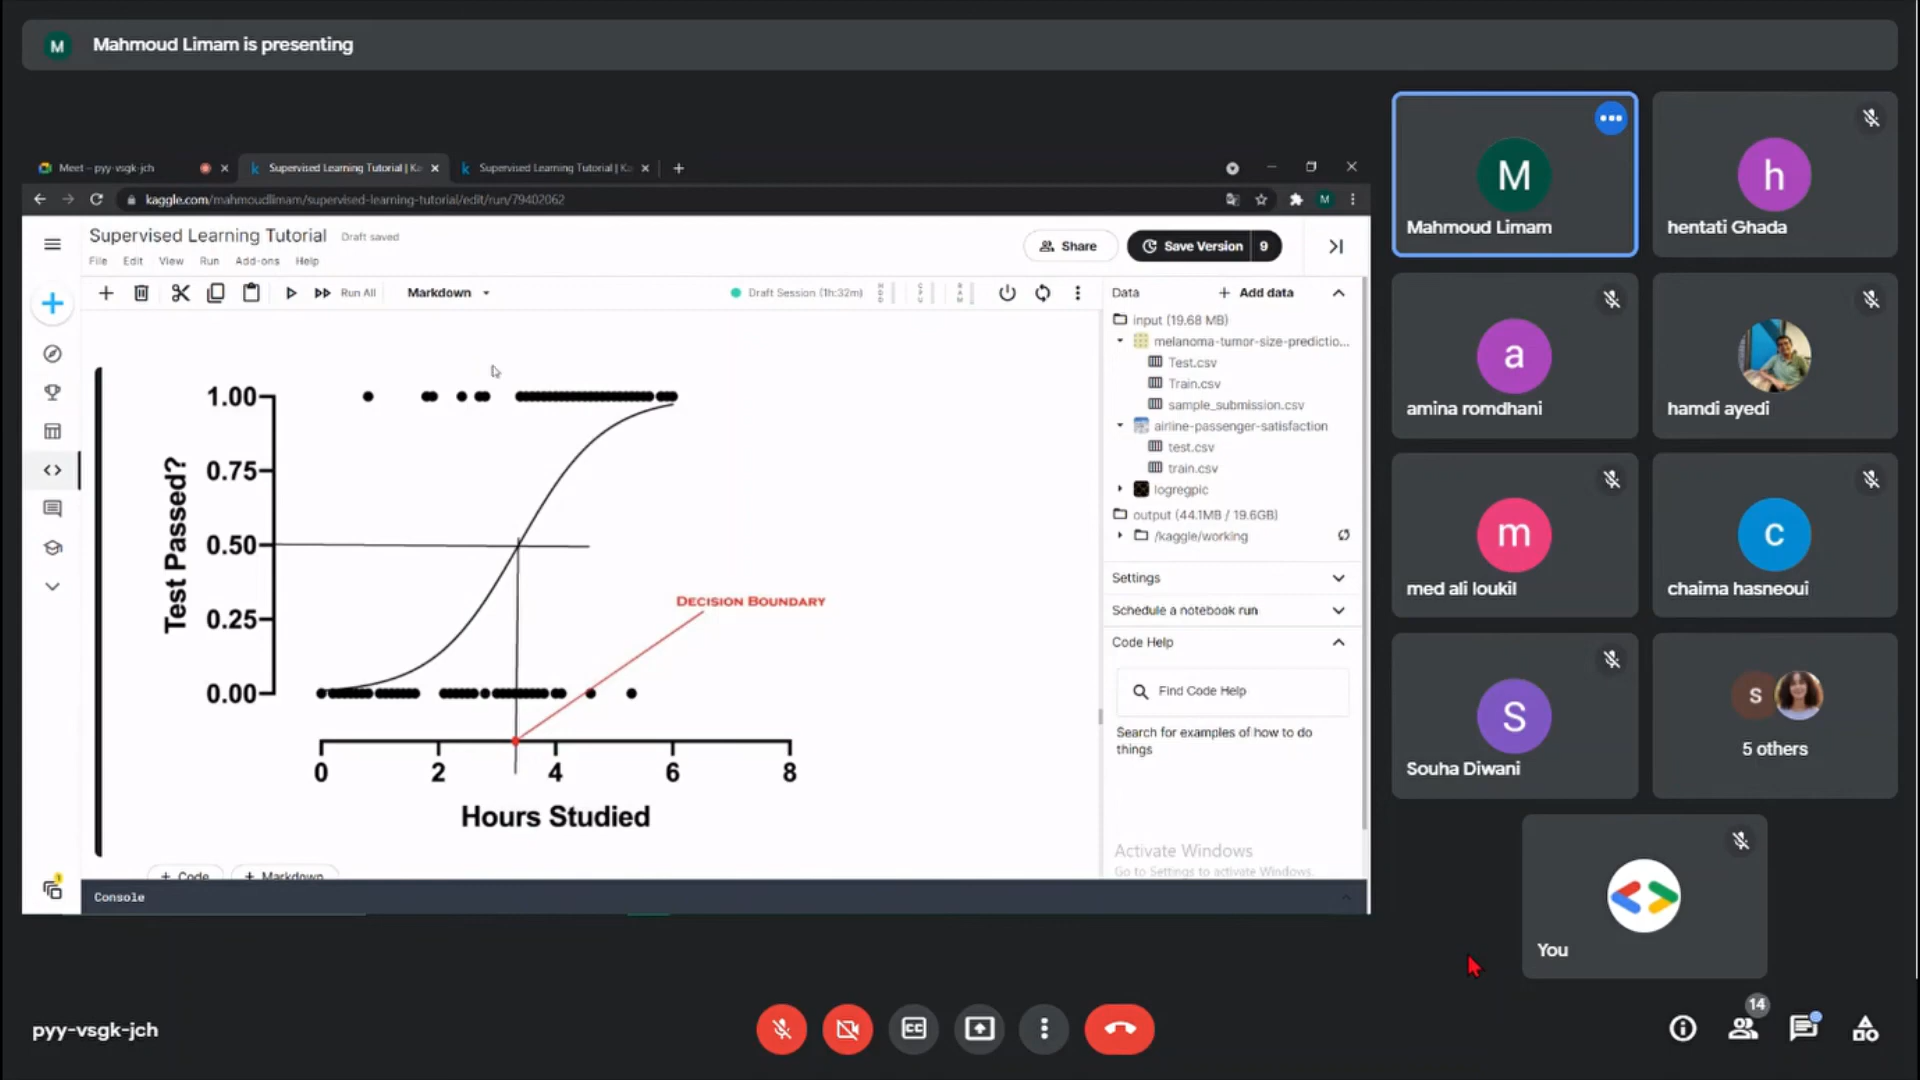 M Mahmoud Limam is presenting
Meet – pyy-vsgk-jch
Supervised Learning Tutorial | Ka
Supervised Learning Tutorial | Ka
kaggle.com/mahmoudlimam/supervised-learning-tutorial/edit/run/79402062
M
Supervised Learning Tutorial Draft saved
File Edit View Run Add-ons Help
Share
Save Version 9
Run All
Markdown
Draft Session (1h:32m)
Data
Add data
input (19.68 MB)
melanoma-tumor-size-predictio...
Test.csv
Train.csv
sample_submission.csv
airline-passenger-satisfaction
test.csv
train.csv
logregpic
output (44.1MB / 19.6GB)
/kaggle/working
Settings
Schedule a notebook run
Code Help
Find Code Help
Search for examples of how to do
things
Activate Windows
Go to Settings to activate Windows.
Test Passed?
1.00
0.75
0.50
0.25
0.00
DECISION BOUNDARY
0 2 4 6 8
Hours Studied
+ Code + Markdown
Console
M
Mahmoud Limam
h
hentati Ghada
a
amina romdhani
hamdi ayedi
m
med ali loukil
c
chaima hasneoui
S
Souha Diwani
s
5 others
You
pyy-vsgk-jch
CC
14